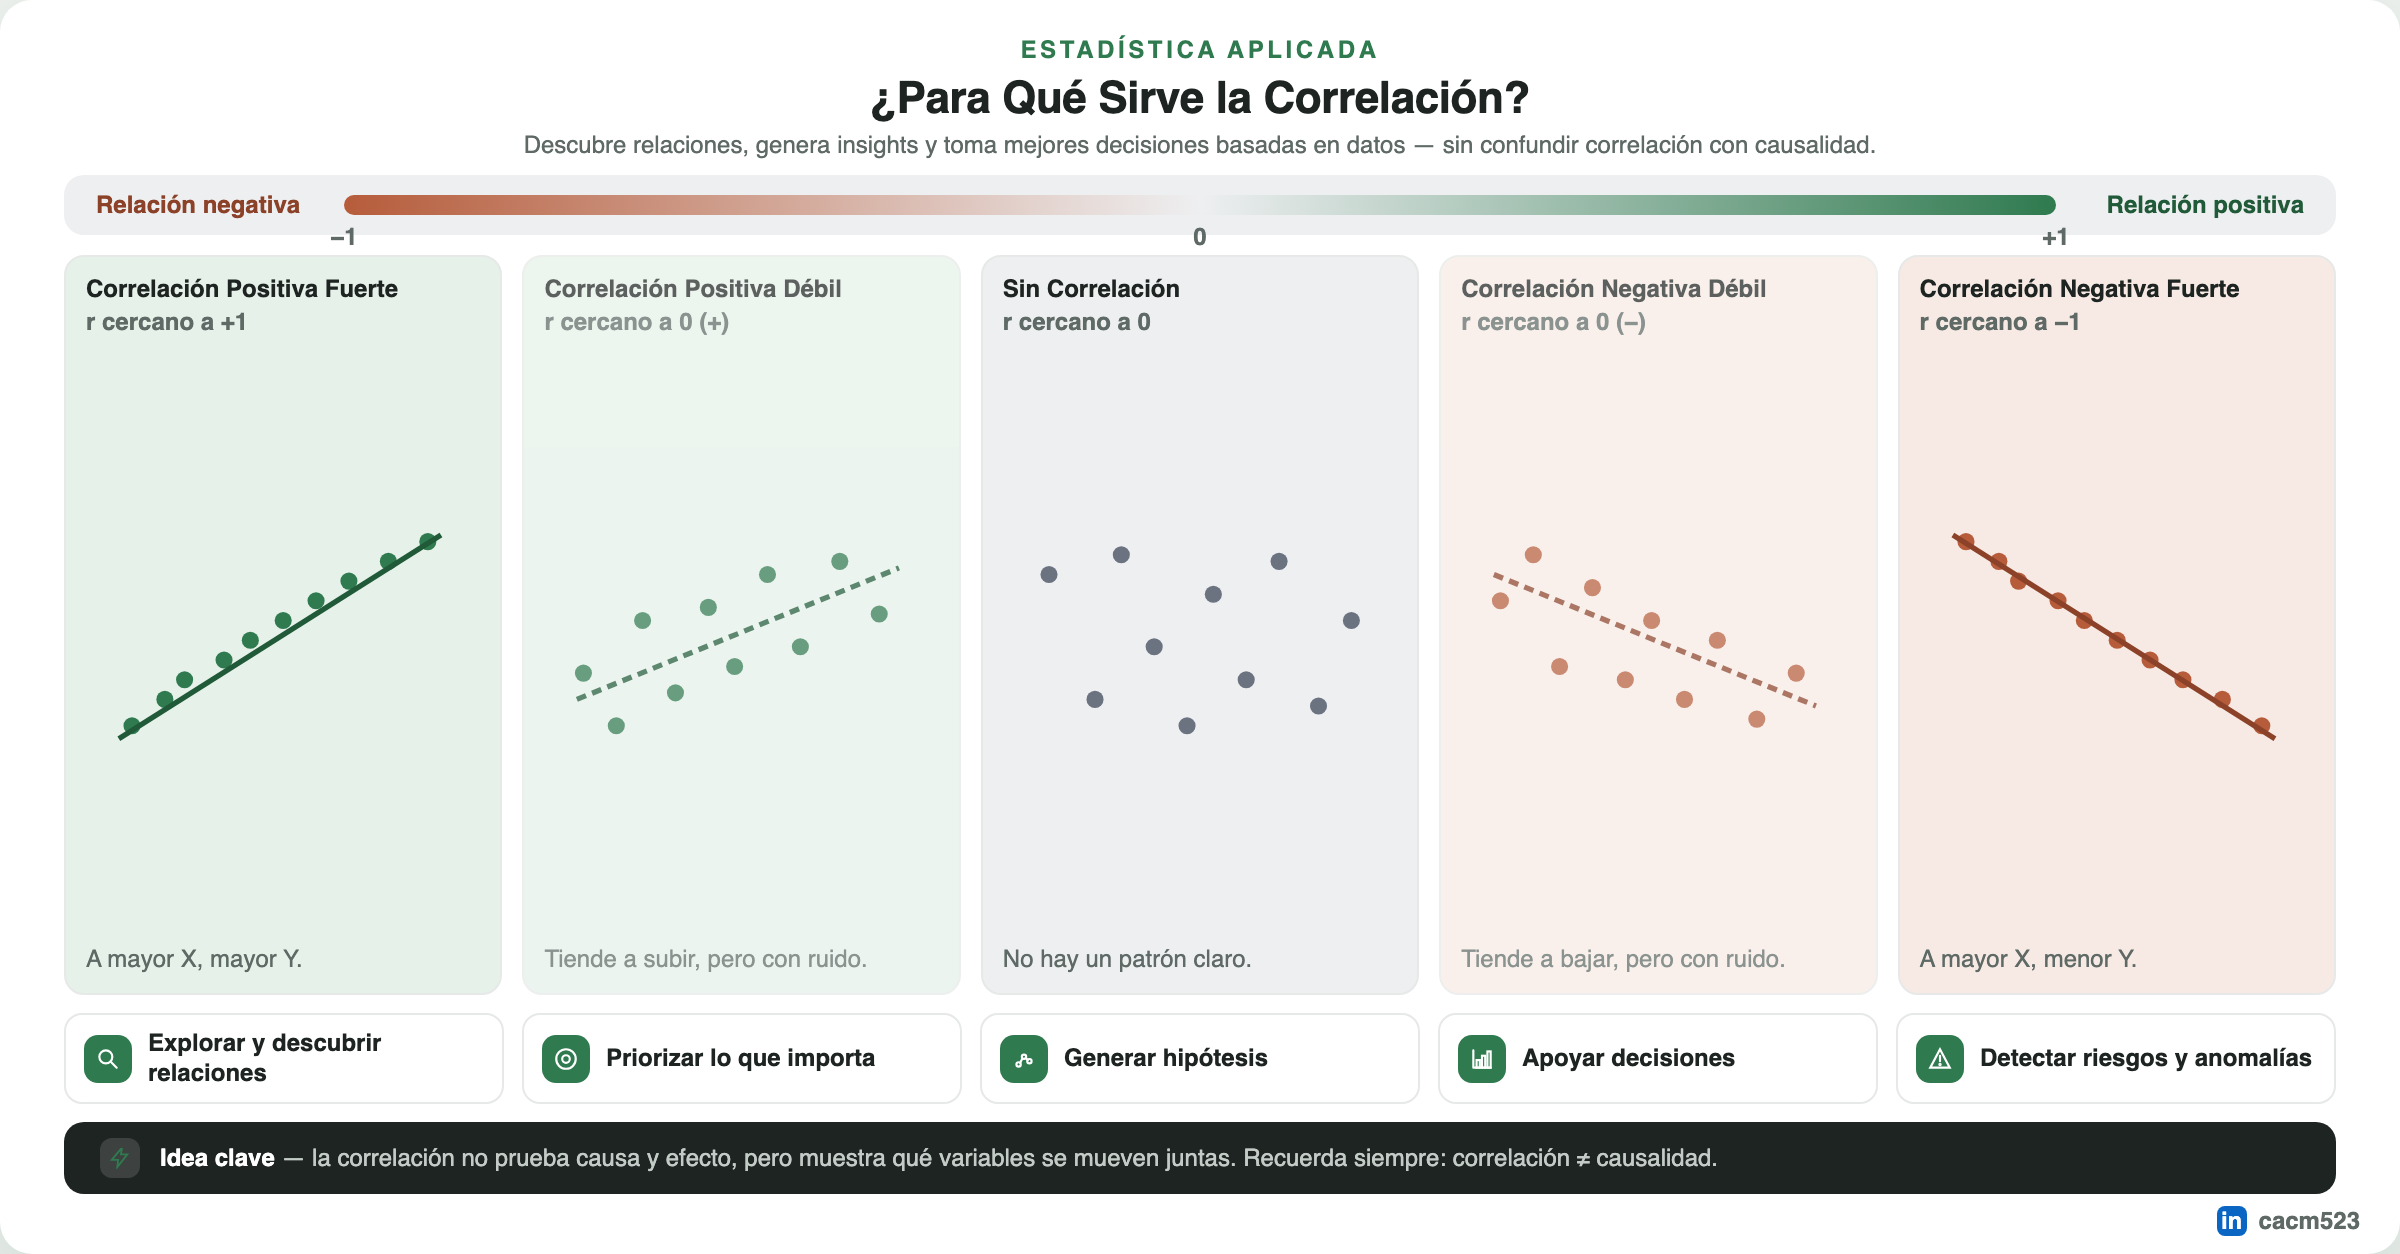 ESTADÍSTICA APLICADA
¿Para Qué Sirve la Correlación?
Descubre relaciones, genera insights y toma mejores decisiones basadas en datos — sin confundir correlación con causalidad.
Relación negativa
Relación positiva
–1
0
+1
Correlación Positiva Fuerte
r cercano a +1
A mayor X, mayor Y.
Correlación Positiva Débil
r cercano a 0 (+)
Tiende a subir, pero con ruido.
Sin Correlación
r cercano a 0
No hay un patrón claro.
Correlación Negativa Débil
r cercano a 0 (–)
Tiende a bajar, pero con ruido.
Correlación Negativa Fuerte
r cercano a –1
A mayor X, menor Y.
Explorar y descubrir
relaciones
Priorizar lo que importa
Generar hipótesis
Apoyar decisiones
Detectar riesgos y anomalías
Idea clave — la correlación no prueba causa y efecto, pero muestra qué variables se mueven juntas. Recuerda siempre: correlación ≠ causalidad.
in cacm523